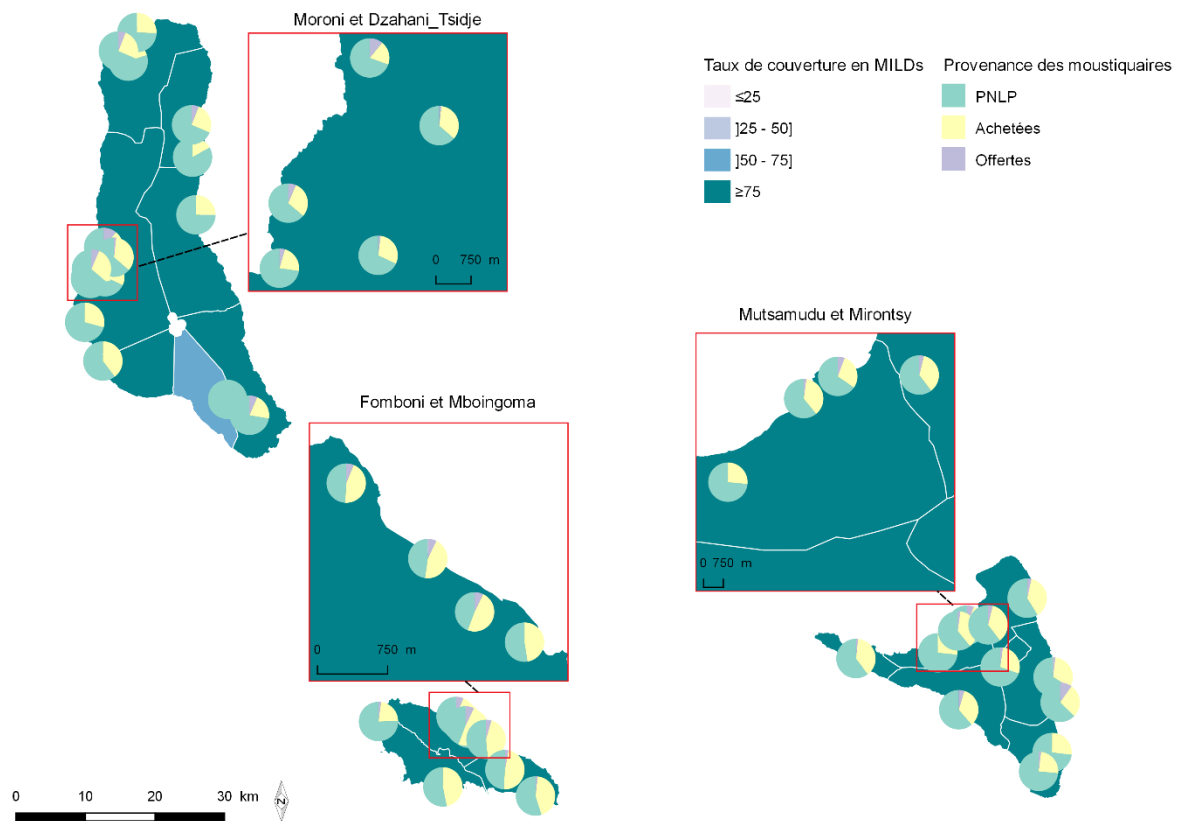 Moroni et Dzahani_Tsidje
0 750 m
Taux de couverture en MILDs
≤25
]25 - 50]
]50 - 75]
≥75
Provenance des moustiquaires
PNLP
Achetées
Offertes
Mutsamudu et Mirontsy
0 750 m
Fomboni et Mboingoma
0 750 m
0 10 20 30 km
N